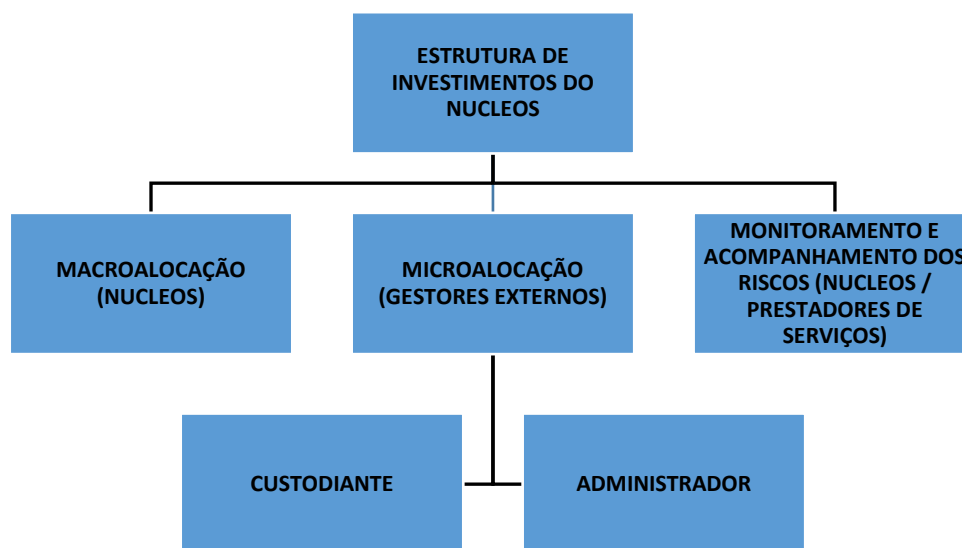 ESTRUTURA DE
INVESTIMENTOS DO
NUCLEOS
MACROALOCAÇÃO
(NUCLEOS)
MICROALOCAÇÃO
(GESTORES EXTERNOS)
MONITORAMENTO E
ACOMPANHAMENTO DOS
RISCOS (NUCLEOS /
PRESTADORES DE
SERVIÇOS)
CUSTODIANTE
ADMINISTRADOR